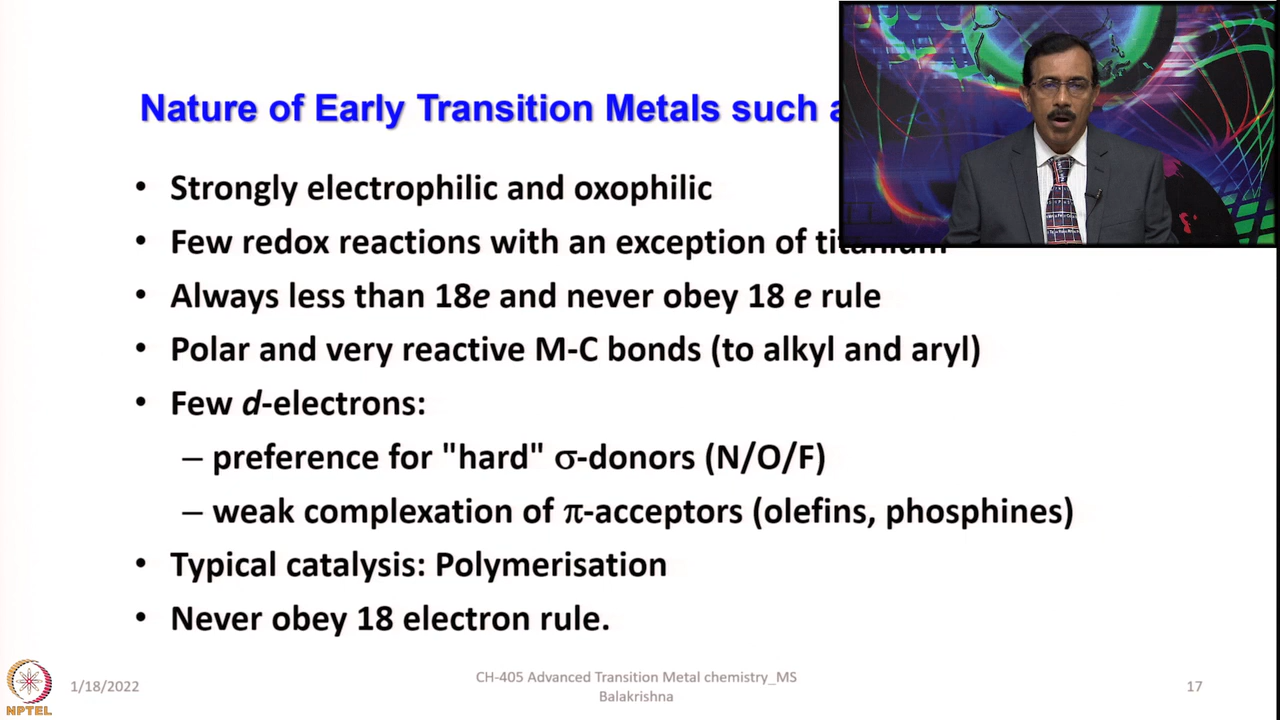 Nature of Early Transition Metals such
• Strongly electrophilic and oxophilic
• Few redox reactions with an exception of titanium
• Always less than 18e and never obey 18 e rule
• Polar and very reactive M-C bonds (to alkyl and aryl)
• Few d-electrons:
– preference for "hard" σ-donors (N/O/F)
– weak complexation of π-acceptors (olefins, phosphines)
• Typical catalysis: Polymerisation
• Never obey 18 electron rule.
NPTEL
1/18/2022
CH-405 Advanced Transition Metal chemistry_MS
Balakrishna
17